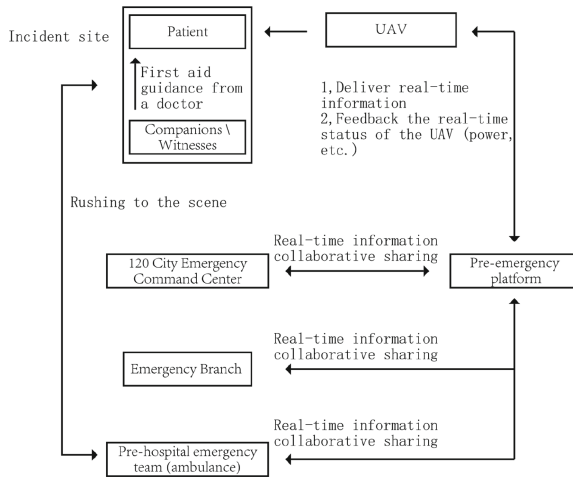 Incident site
Patient
UAV
First aid
guidance from
a doctor
Companions \
Witnesses
1,Deliver real-time
information
2,Feedback the real-time
status of the UAV (power,
etc.)
Rushing to the scene
Real-time information
collaborative sharing
120 City Emergency
Command Center
Pre-emergency
platform
Real-time information
collaborative sharing
Emergency Branch
Real-time information
collaborative sharing
Pre-hospital emergency
team (ambulance)